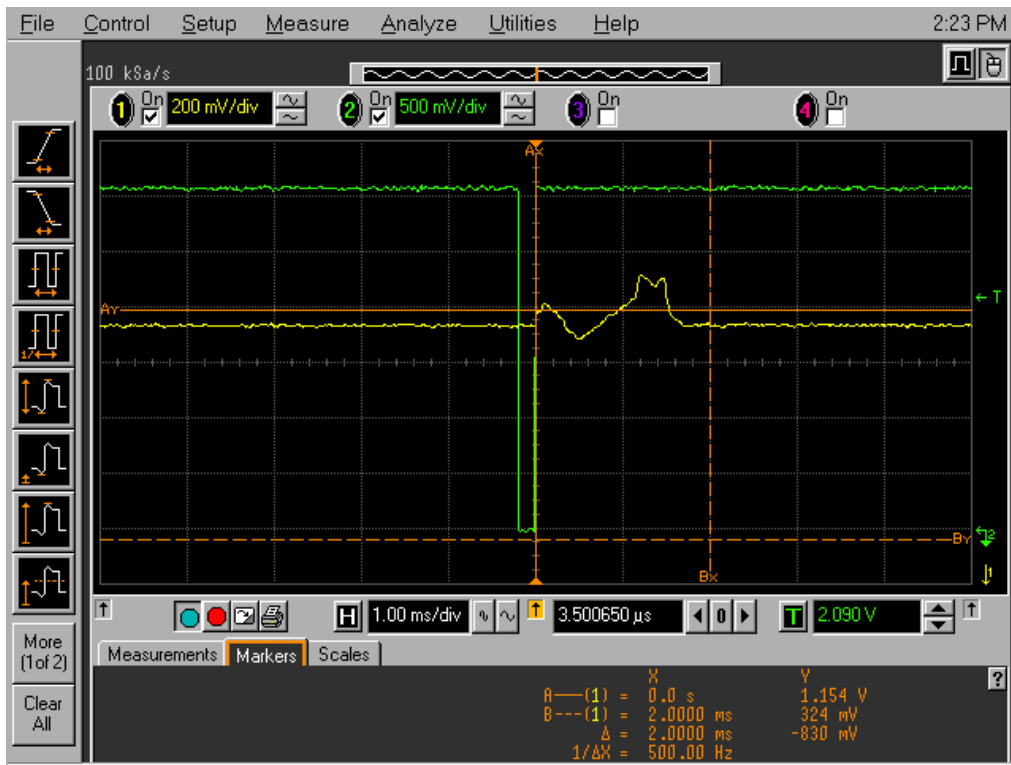 File Control Setup Measure Analyze Utilities Help 2:23 PM
100 kSa/s
1 On 200 mV/div 2 On 500 mV/div 3 On 4 On
Ax
Ay
T
By 2
Bx 1
H 1.00 ms/div 3.500650 µs 0 T 2.090 V
More
(1of 2)
Clear
All
1/
Measurements Markers Scales
?
X Y
A—(1) = 0.0 s 1.154 V
B---(1) = 2.0000 ms 324 mV
Δ = 2.0000 ms -830 mV
1/ΔX = 500.00 Hz